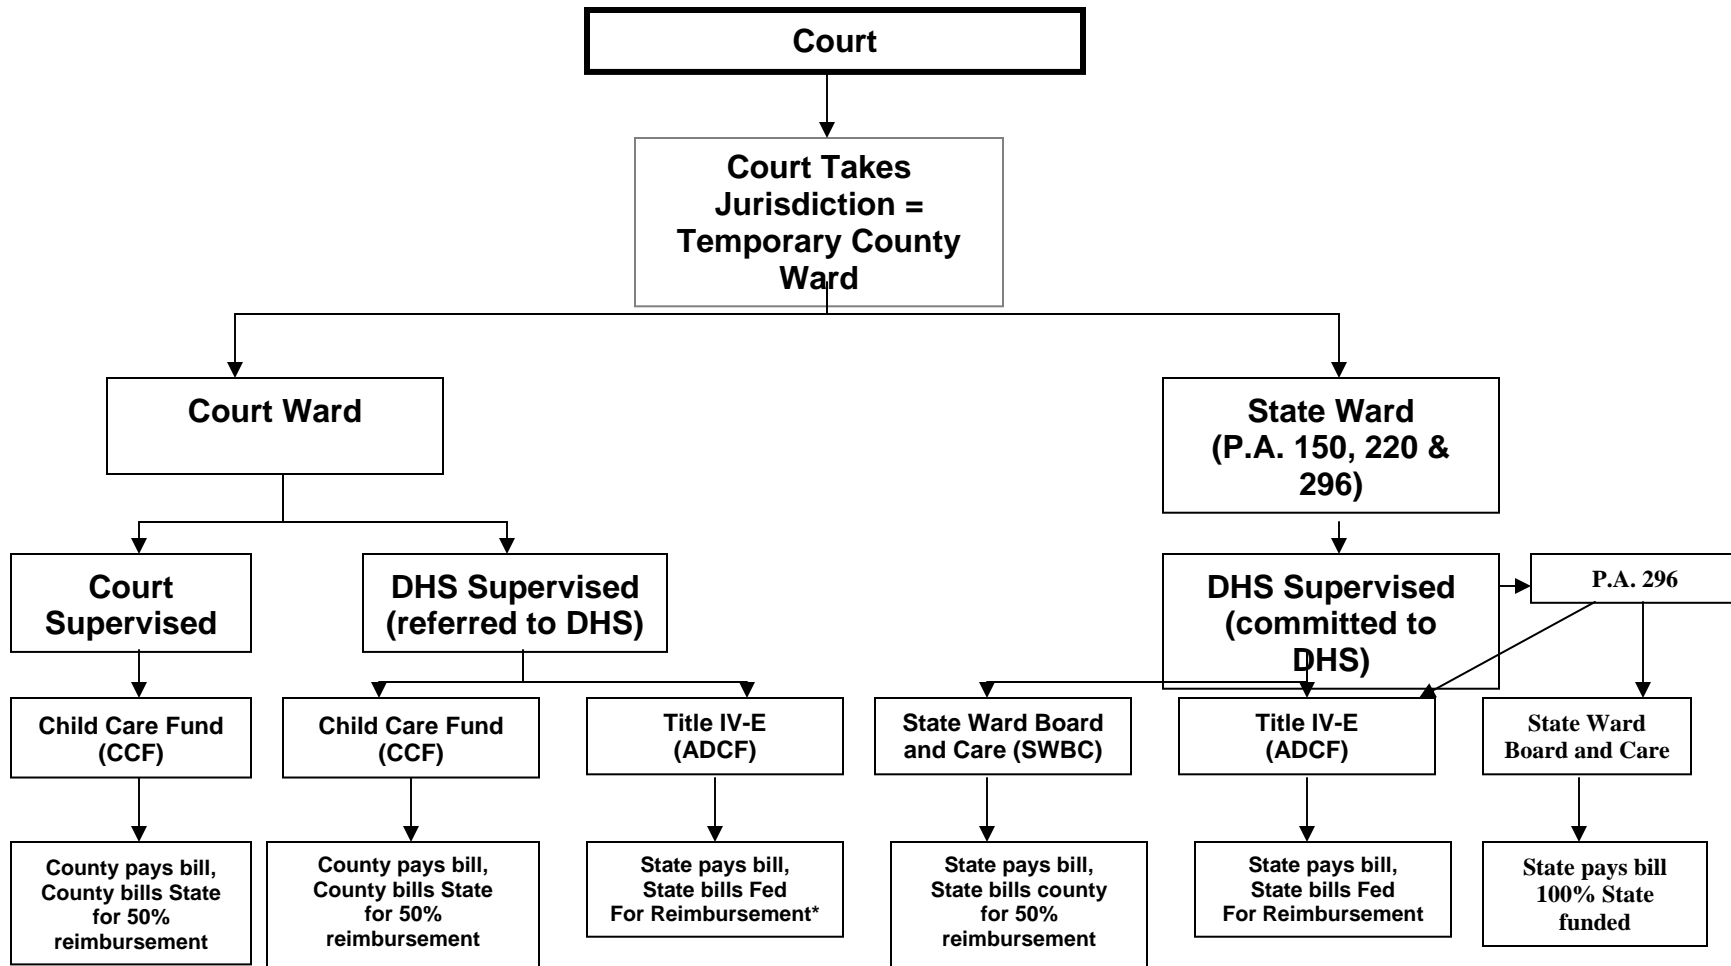 Court
Court Takes
Jurisdiction =
Temporary County
Ward
Court Ward
State Ward
(P.A. 150, 220 &
296)
Court
Supervised
DHS Supervised
(referred to DHS)
DHS Supervised
(committed to
DHS)
P.A. 296
Child Care Fund
(CCF)
Child Care Fund
(CCF)
Title IV-E
(ADCF)
State Ward Board
and Care (SWBC)
Title IV-E
(ADCF)
State Ward
Board and Care
County pays bill,
County bills State
for 50%
reimbursement
County pays bill,
County bills State
for 50%
reimbursement
State pays bill,
State bills Fed
For Reimbursement*
State pays bill,
State bills county
for 50%
reimbursement
State pays bill,
State bills Fed
For Reimbursement
State pays bill
100% State
funded